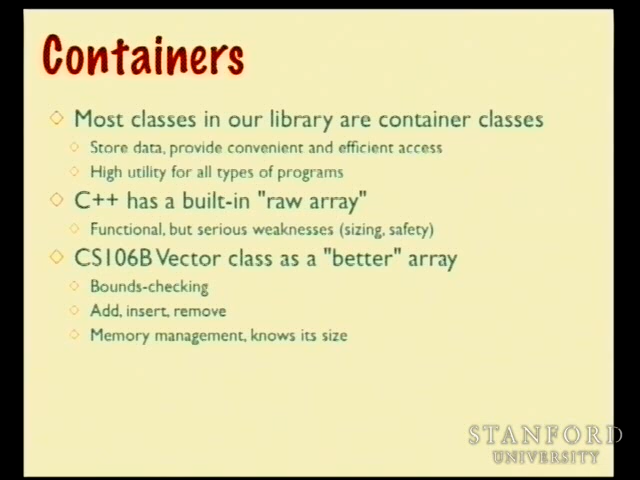 Containers
Most classes in our library are container classes
Store data, provide convenient and efficient access
High utility for all types of programs
C++ has a built-in "raw array"
Functional, but serious weaknesses (sizing, safety)
CS106B Vector class as a "better" array
Bounds-checking
Add, insert, remove
Memory management, knows its size
STANFORD
UNIVERSITY